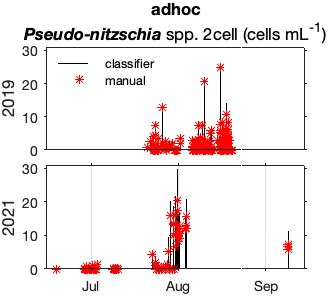 adhoc
Pseudo-nitzschia spp. 2cell (cells mL⁻¹)
30
classifier
manual
20
2019
10
0
30
20
2021
10
0
Jul Aug Sep